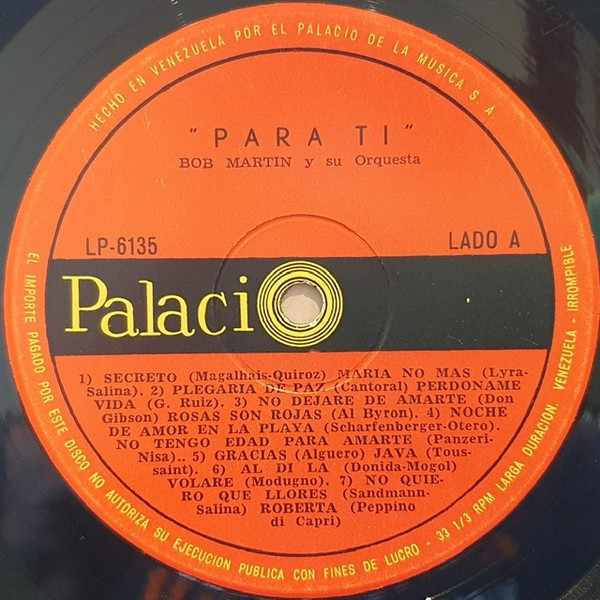 HECHO EN VENEZUELA POR EL PALACIO DE LA MUSICA S. A.
"PARA TI"
BOB MARTIN y su Orquesta
LP-6135
LADO A
Palacio
1) SECRETO (Magalhais-Quiroz) MARIA NO MAS (Lyra-
Salina). 2) PLEGARIA DE PAZ (Cantoral) PERDONAME
VIDA (G. Ruiz). 3) NO DEJARE DE AMARTE (Don
Gibson) ROSAS SON ROJAS (Al Byron). 4) NOCHE
DE AMOR EN LA PLAYA (Scharfenberger-Otero).
NO TENGO EDAD PARA AMARTE (Panzeri-
Nisa).. 5) GRACIAS (Alguero) JAVA (Tous-
saint). 6) AL DI LA (Donida-Mogol)
VOLARE (Modugno). 7) NO QUIE-
RO QUE LLORES (Sandmann-
Salina) ROBERTA (Peppino
di Capri)
EL IMPORTE PAGADO POR ESTE DISCO NO AUTORIZA SU EJECUCION PUBLICA CON FINES DE LUCRO - 33 1/3 RPM LARGA DURACION. VENEZUELA - IRROMPIBLE